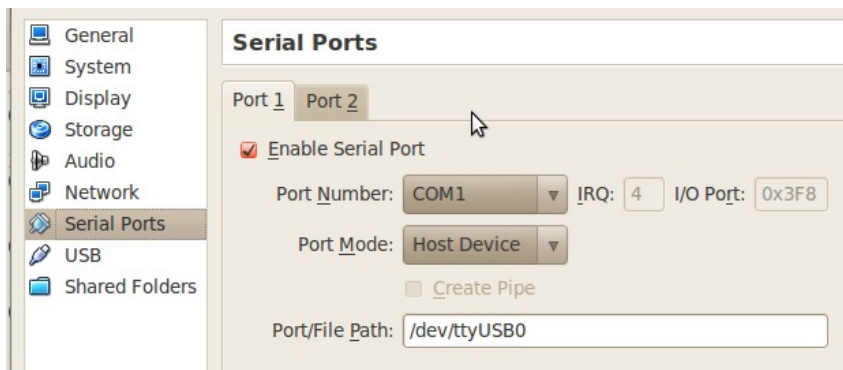 General
System
Display
Storage
Audio
Network
Serial Ports
USB
Shared Folders
Serial Ports
Port 1 Port 2
Enable Serial Port
Port Number: COM1 IRQ: 4 I/O Port: 0x3F8
Port Mode: Host Device
Create Pipe
Port/File Path: /dev/ttyUSB0